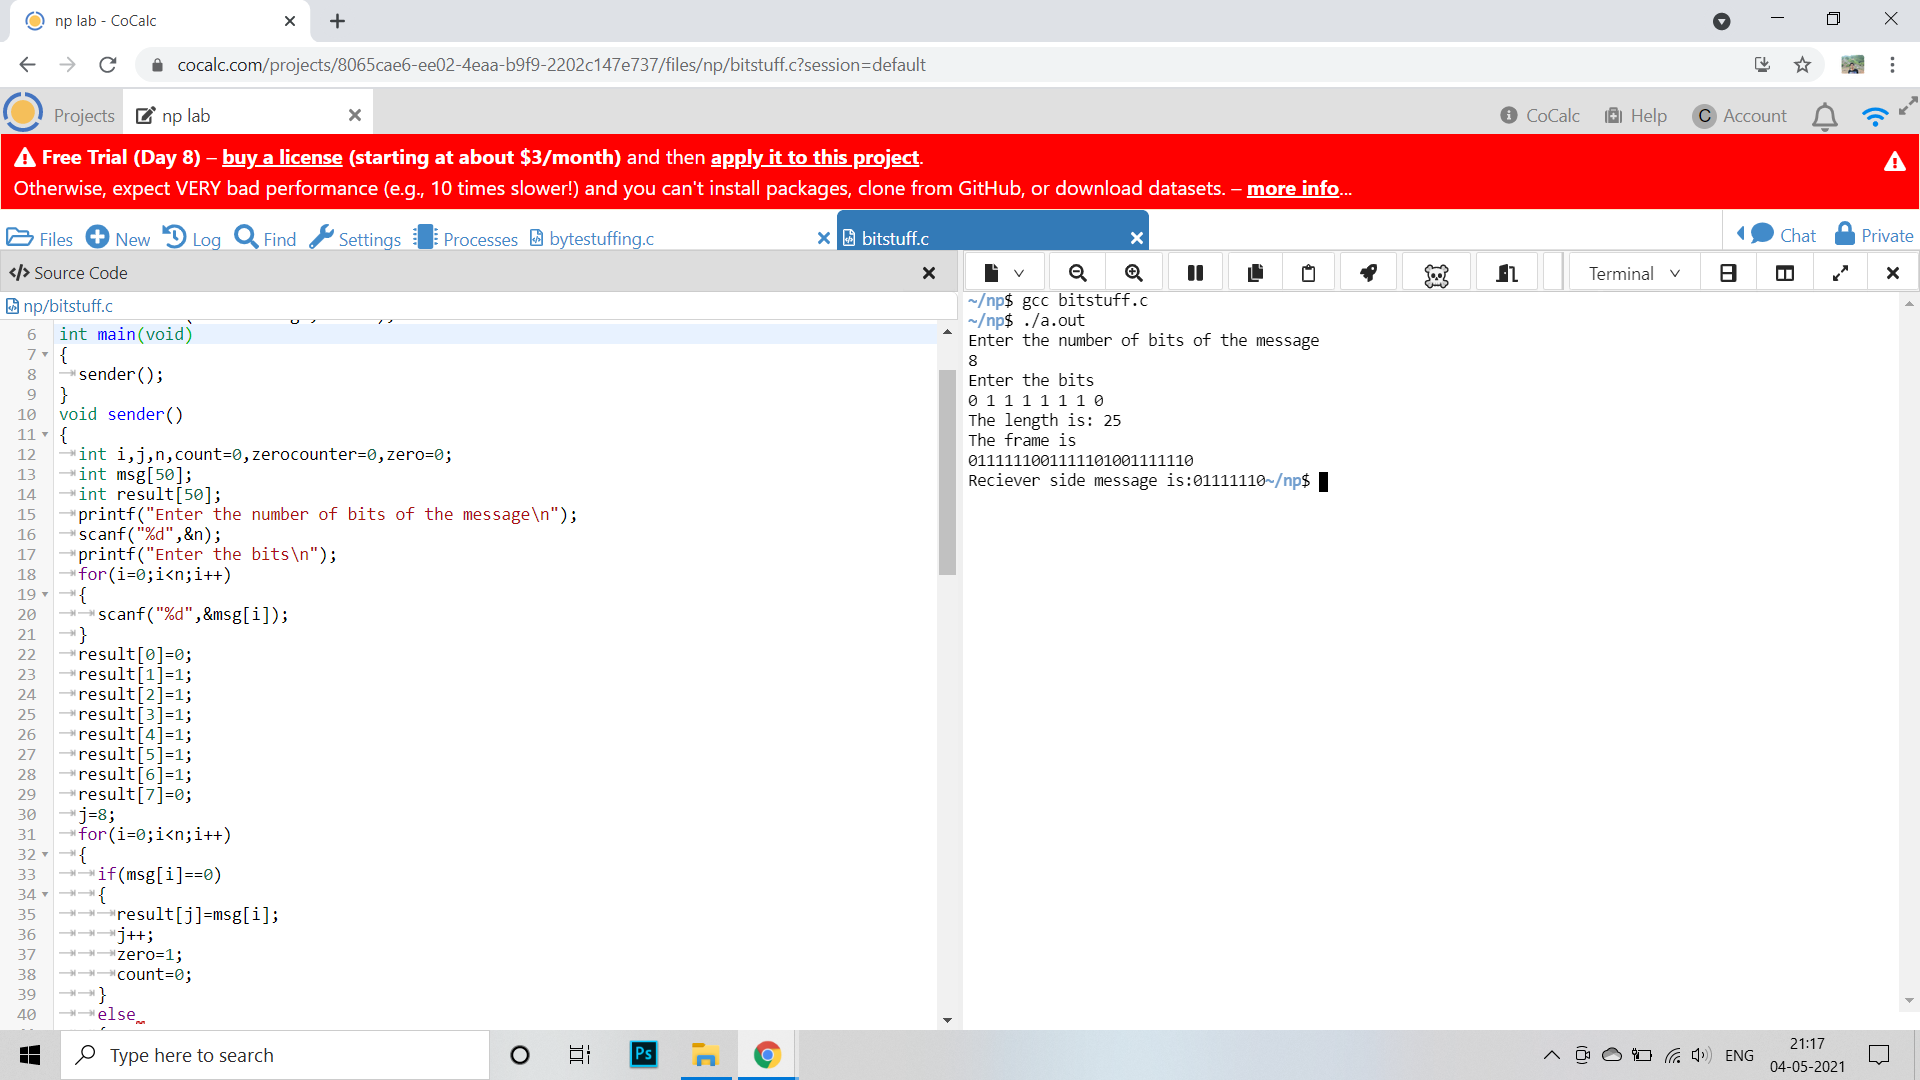 np lab - CoCalc
cocalc.com/projects/8065cae6-ee02-4eaa-b9f9-2202c147e737/files/np/bitstuff.c?session=default
Projects
np lab
CoCalc
Help
C Account
Free Trial (Day 8) – buy a license (starting at about $3/month) and then apply it to this project.
Otherwise, expect VERY bad performance (e.g., 10 times slower!) and you can't install packages, clone from GitHub, or download datasets. – more info...
Files
New
Log
Find
Settings
Processes
bytestuffing.c
bitstuff.c
Chat
Private
</> Source Code
np/bitstuff.c
6 int main(void)
7 {
8 sender();
9 }
10 void sender()
11 {
12 int i,j,n,count=0,zerocounter=0,zero=0;
13 int msg[50];
14 int result[50];
15 printf("Enter the number of bits of the message\n");
16 scanf("%d",&n);
17 printf("Enter the bits\n");
18 for(i=0;i<n;i++)
19 {
20 scanf("%d",&msg[i]);
21 }
22 result[0]=0;
23 result[1]=1;
24 result[2]=1;
25 result[3]=1;
26 result[4]=1;
27 result[5]=1;
28 result[6]=1;
29 result[7]=0;
30 j=8;
31 for(i=0;i<n;i++)
32 {
33 if(msg[i]==0)
34 {
35 result[j]=msg[i];
36 j++;
37 zero=1;
38 count=0;
39 }
40 else
Terminal
~/np$ gcc bitstuff.c
~/np$ ./a.out
Enter the number of bits of the message
8
Enter the bits
0 1 1 1 1 1 1 0
The length is: 25
The frame is
0111111001111101001111110
Reciever side message is:01111110~/np$
Type here to search
Ps
ENG
21:17
04-05-2021